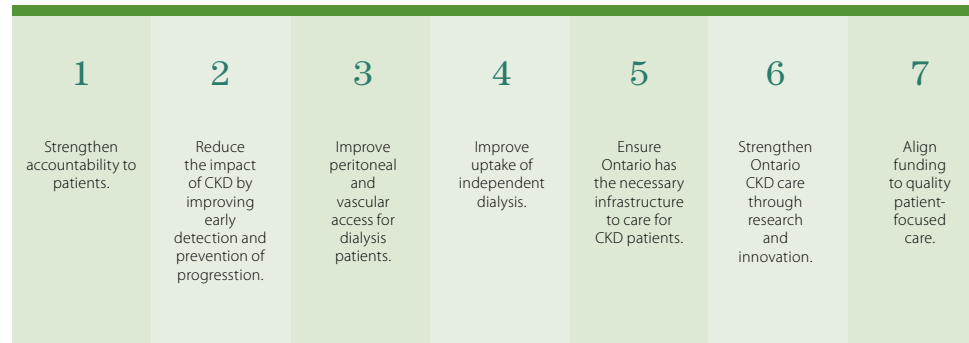 1
Strengthen
accountability to
patients.
2
Reduce
the impact
of CKD by
improving
early
detection and
prevention of
progresstion.
3
Improve
peritoneal
and
vascular
access for
dialysis
patients.
4
Improve
uptake of
independent
dialysis.
5
Ensure
Ontario has
the necessary
infrastructure
to care for
CKD patients.
6
Strengthen
Ontario
CKD care
through
research
and
innovation.
7
Align
funding
to quality
patient-
focused
care.